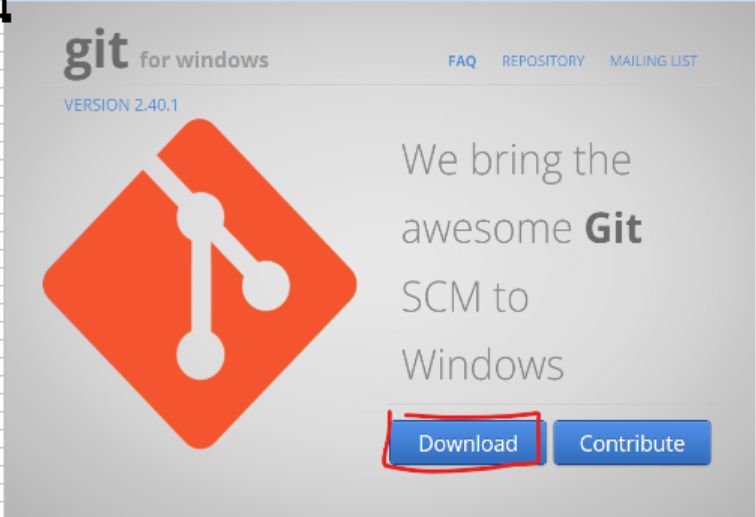 git for windows
FAQ REPOSITORY MAILING LIST
VERSION 2.40.1
We bring the
awesome Git
SCM to
Windows
Download Contribute